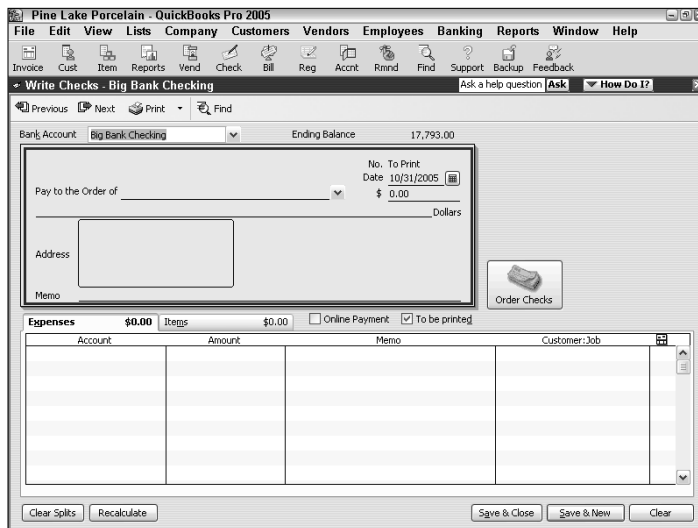 Pine Lake Porcelain - QuickBooks Pro 2005
File Edit View Lists Company Customers Vendors Employees Banking Reports Window Help
Invoice Cust Item Reports Vend Check Bill Reg Accnt Rmnd Find Support Backup Feedback
Write Checks - Big Bank Checking Ask a help question Ask How Do I?
Previous Next Print Find
Bank Account Big Bank Checking Ending Balance 17,793.00
No. To Print
Date 10/31/2005
Pay to the Order of $ 0.00
Dollars
Address
Memo
Order Checks
Expenses $0.00 Items $0.00 Online Payment To be printed
Account Amount Memo Customer:Job
Clear Splits Recalculate Save & Close Save & New Clear